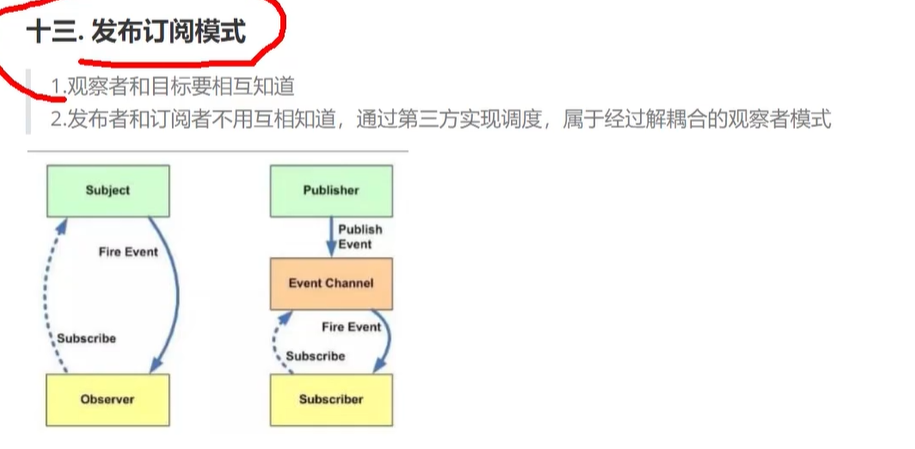 十三. 发布订阅模式
1.观察者和目标要相互知道
2.发布者和订阅者不用互相知道，通过第三方实现调度，属于经过解耦合的观察者模式
Subject
Fire Event
Subscribe
Observer
Publisher
Publish
Event
Event Channel
Fire Event
Subscribe
Subscriber